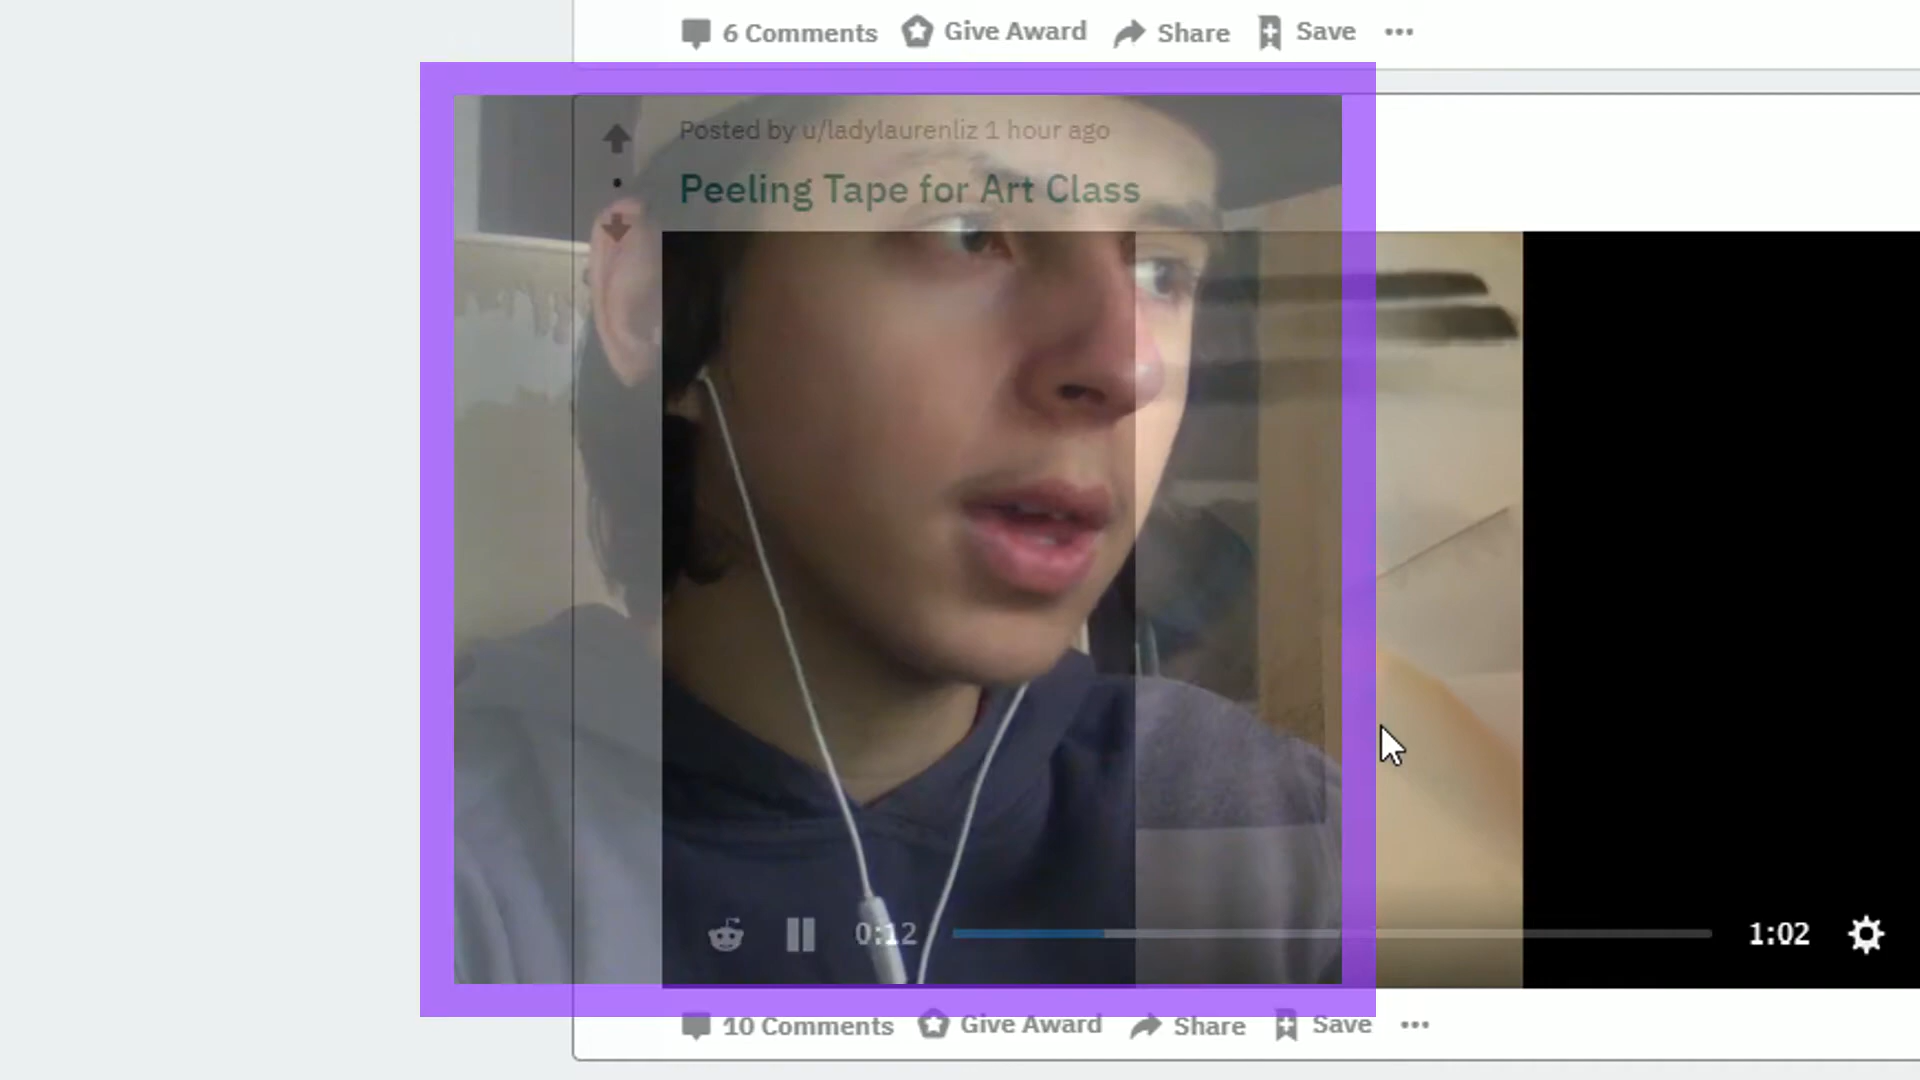 6 Comments Give Award Share Save
Posted by u/ladylaurenliz 1 hour ago
Peeling Tape for Art Class
0:12 1:02
10 Comments Give Award Share Save